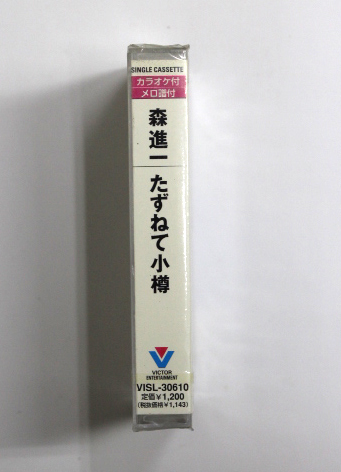 SINGLE CASSETTE
カラオケ付
メロ譜付
森進一
たずねて小樽
VICTOR
ENTERTAINMENT
VISL-30610
定価¥1,200
(税抜価格¥1,143)